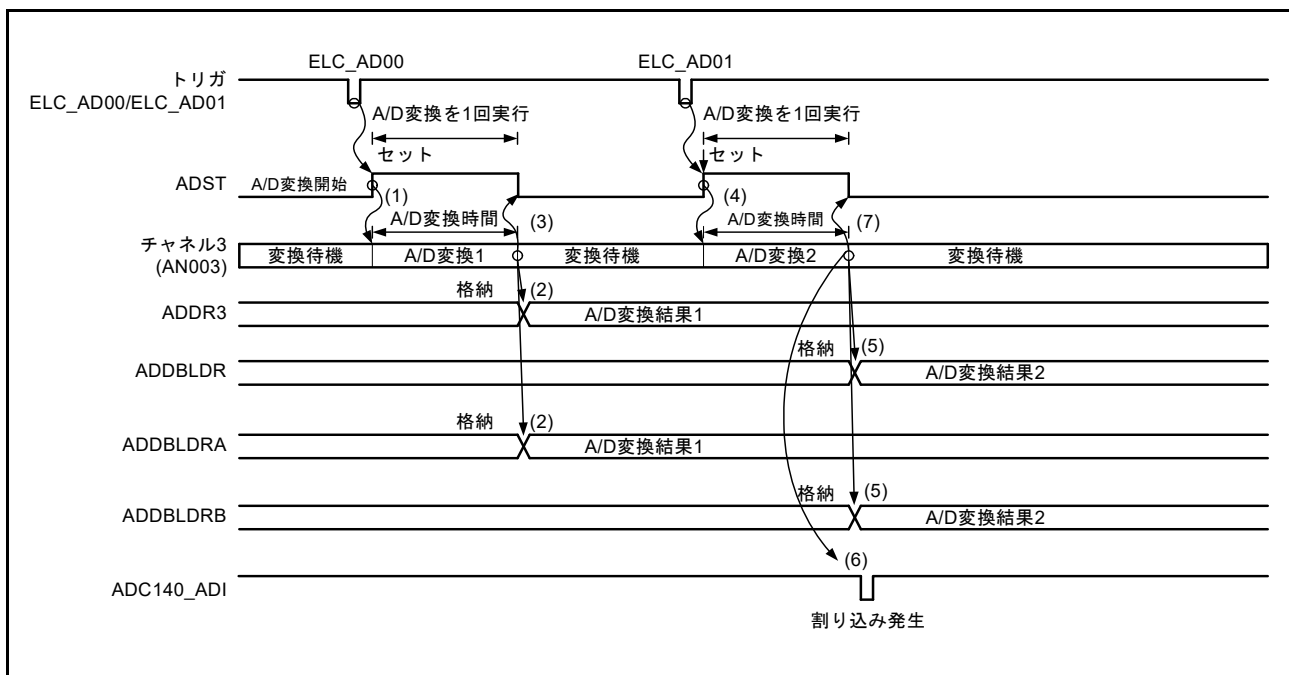 ELC_AD00 ELC_AD01
トリガ
ELC_AD00/ELC_AD01
A/D変換を1回実行 A/D変換を1回実行
セット セット
ADST A/D変換開始 (1) (4)
A/D変換時間 (3) A/D変換時間 (7)
チャネル3
(AN003)
変換待機 A/D変換1 変換待機 A/D変換2 変換待機
格納 (2)
ADDR3 A/D変換結果1
格納 (5)
ADDBLDR A/D変換結果2
格納 (2)
ADDBLDRA A/D変換結果1
格納 (5)
ADDBLDRB A/D変換結果2
(6)
ADC140_ADI
割り込み発生